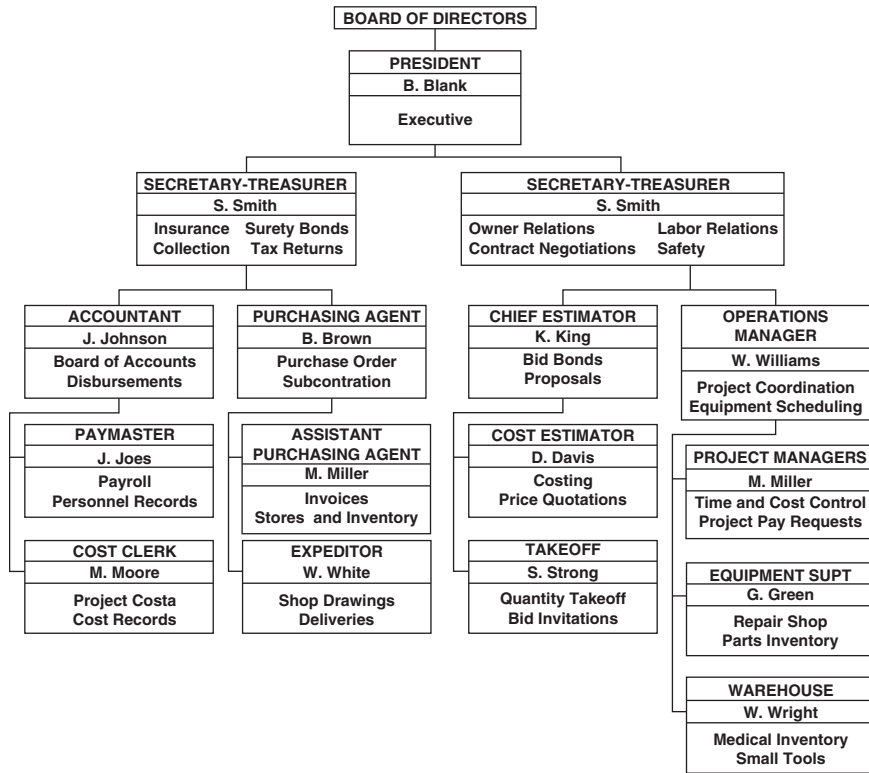 BOARD OF DIRECTORS
PRESIDENT
B. Blank
Executive
SECRETARY-TREASURER
S. Smith
Insurance Surety Bonds
Collection Tax Returns
SECRETARY-TREASURER
S. Smith
Owner Relations Labor Relations
Contract Negotiations Safety
ACCOUNTANT
J. Johnson
Board of Accounts
Disbursements
PURCHASING AGENT
B. Brown
Purchase Order
Subcontration
CHIEF ESTIMATOR
K. King
Bid Bonds
Proposals
OPERATIONS
MANAGER
W. Williams
Project Coordination
Equipment Scheduling
PAYMASTER
J. Joes
Payroll
Personnel Records
ASSISTANT
PURCHASING AGENT
M. Miller
Invoices
Stores and Inventory
COST ESTIMATOR
D. Davis
Costing
Price Quotations
PROJECT MANAGERS
M. Miller
Time and Cost Control
Project Pay Requests
COST CLERK
M. Moore
Project Costa
Cost Records
EXPEDITOR
W. White
Shop Drawings
Deliveries
TAKEOFF
S. Strong
Quantity Takeoff
Bid Invitations
EQUIPMENT SUPT
G. Green
Repair Shop
Parts Inventory
WAREHOUSE
W. Wright
Medical Inventory
Small Tools